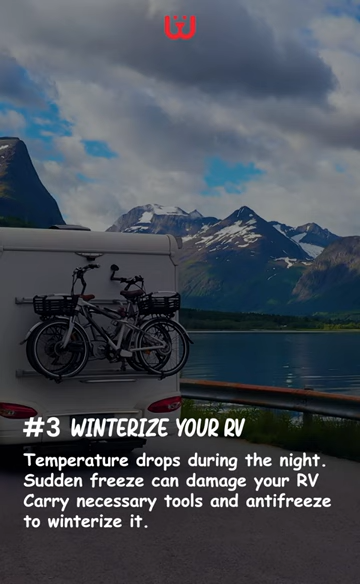 #3 WINTERIZE YOUR RV
Temperature drops during the night.
Sudden freeze can damage your RV
Carry necessary tools and antifreeze
to winterize it.